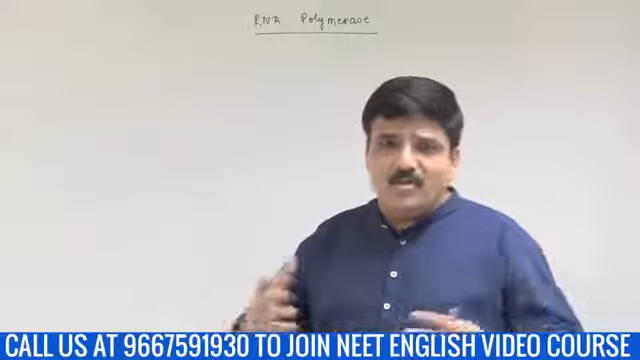 RNA Polymerase
CALL US AT 9667591930 TO JOIN NEET ENGLISH VIDEO COURSE